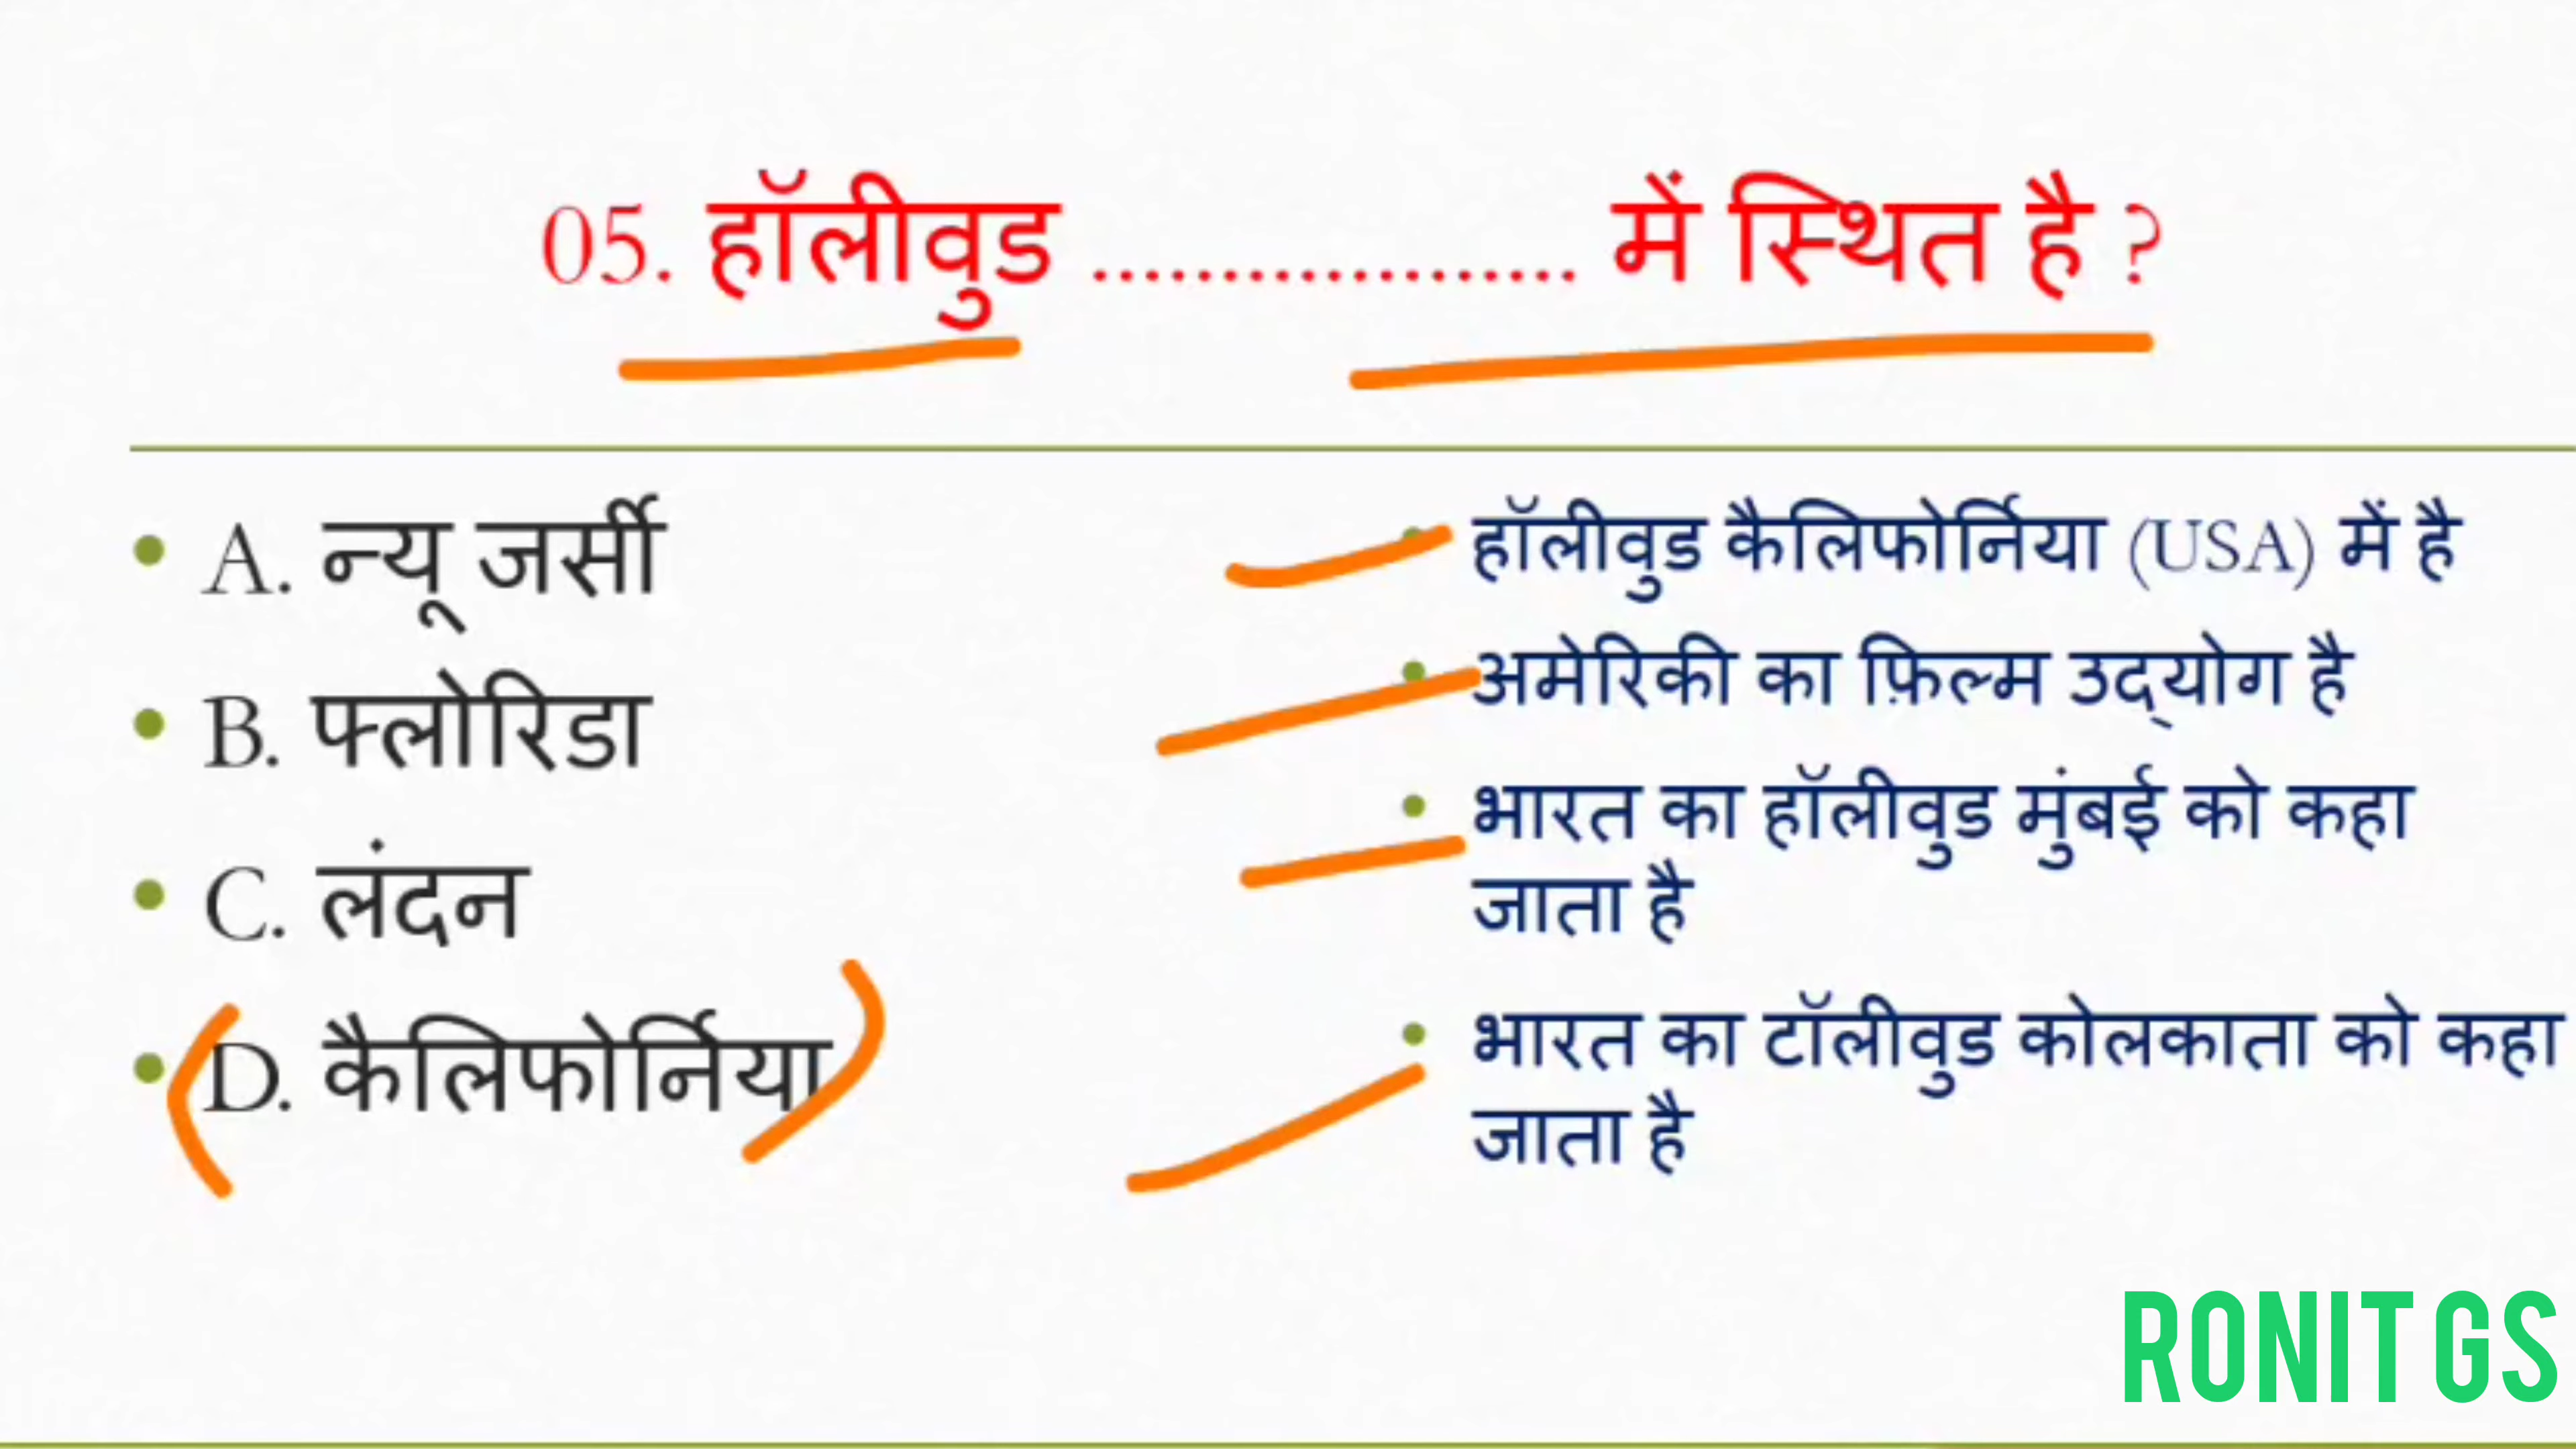 05. हॉलीवुड .................. में स्थित है ?
A. न्यू जर्सी
B. फ्लोरिडा
C. लंदन
D. कैलिफोर्निया
हॉलीवुड कैलिफोर्निया (USA) में है
अमेरिकी का फ़िल्म उद्योग है
भारत का हॉलीवुड मुंबई को कहा
जाता है
भारत का टॉलीवुड कोलकाता को कहा
जाता है
RONIT GS